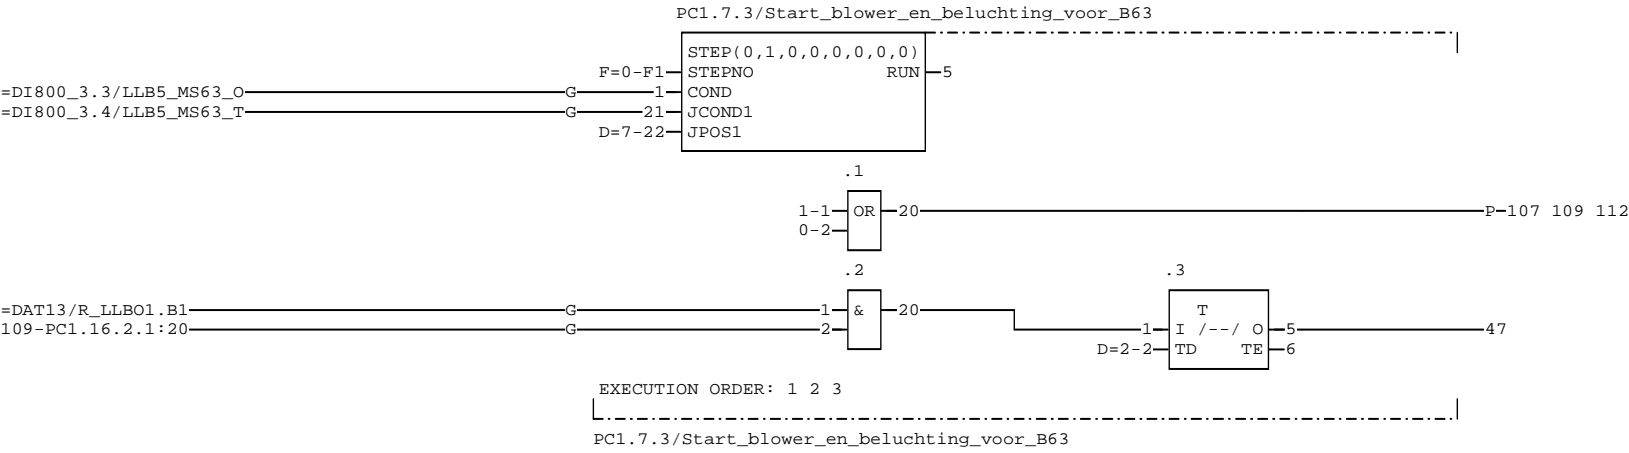 PC1.7.3/Start_blower_en_beluchting_voor_B63
STEP(0,1,0,0,0,0,0,0)
F=0-F1 STEPNO RUN 5
=DI800_3.3/LLB5_MS63_O G 1 COND
=DI800_3.4/LLB5_MS63_T G 21 JCOND1
D=7-22 JPOS1
.1
1-1 OR 20 P-107 109 112
0-2
.2 .3
T
=DAT13/R_LLBO1.B1 G 1 & 20
109-PC1.16.2.1:20 G 2 1 I /--/ O 5 47
D=2-2 TD TE 6
EXECUTION ORDER: 1 2 3
PC1.7.3/Start_blower_en_beluchting_voor_B63